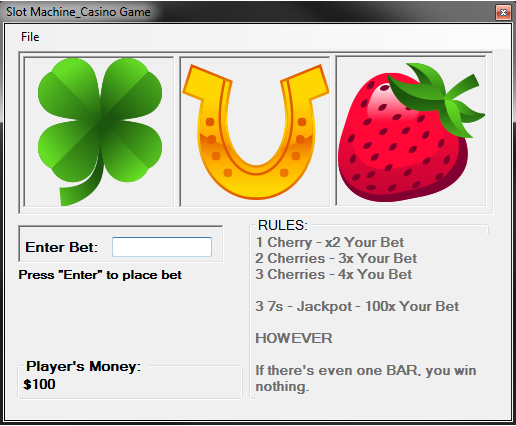 Slot Machine_Casino Game
File
Enter Bet:
Press "Enter" to place bet
Player's Money:
$100
RULES:
1 Cherry - x2 Your Bet
2 Cherries - 3x Your Bet
3 Cherries - 4x You Bet
3 7s - Jackpot - 100x Your Bet
HOWEVER
If there's even one BAR, you win
nothing.